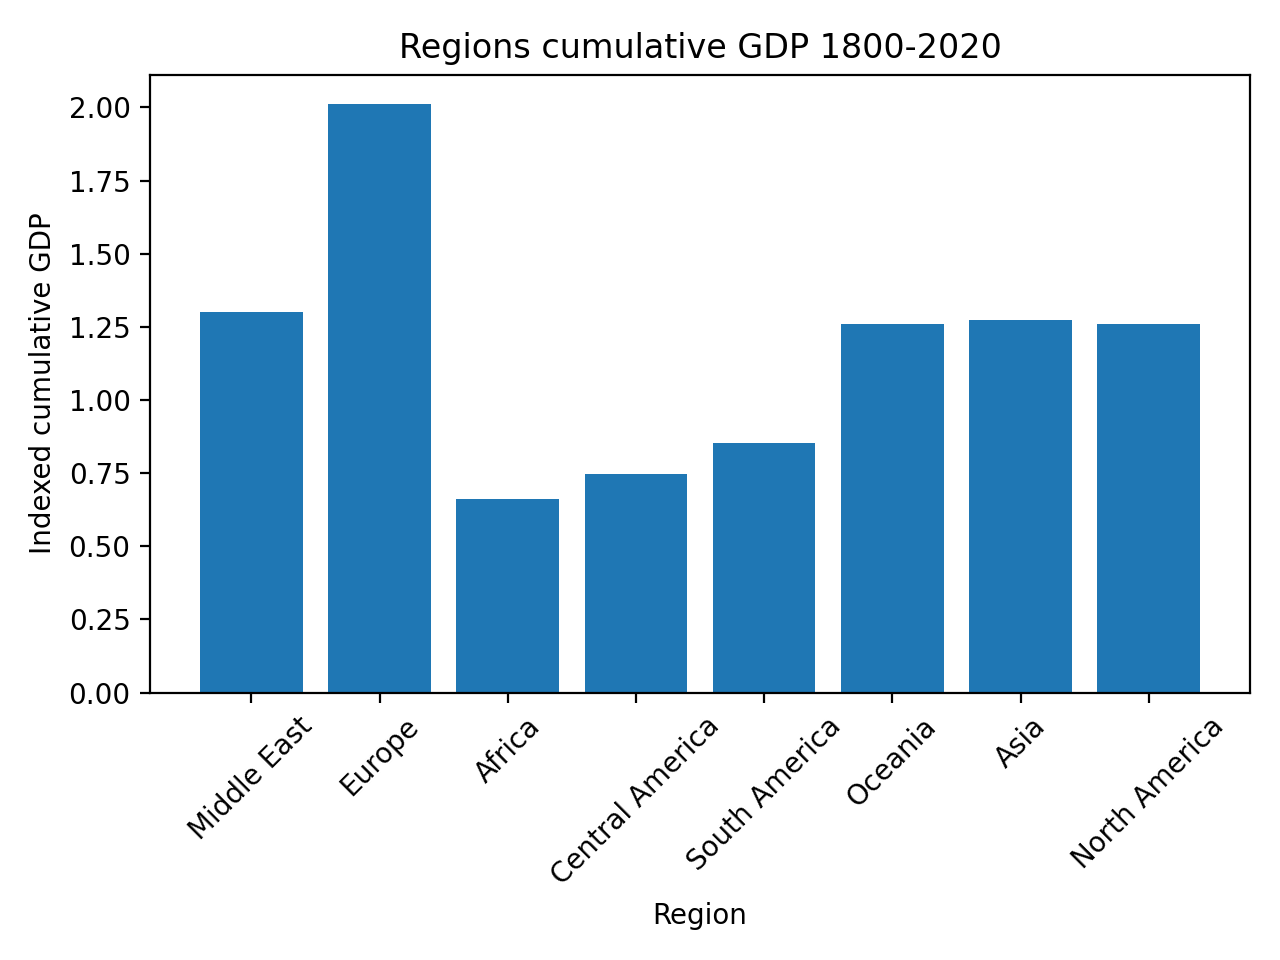 Regions cumulative GDP 1800-2020
Indexed cumulative GDP
2.00
1.75
1.50
1.25
1.00
0.75
0.50
0.25
0.00
Middle East
Europe
Africa
Central America
South America
Oceania
Asia
North America
Region